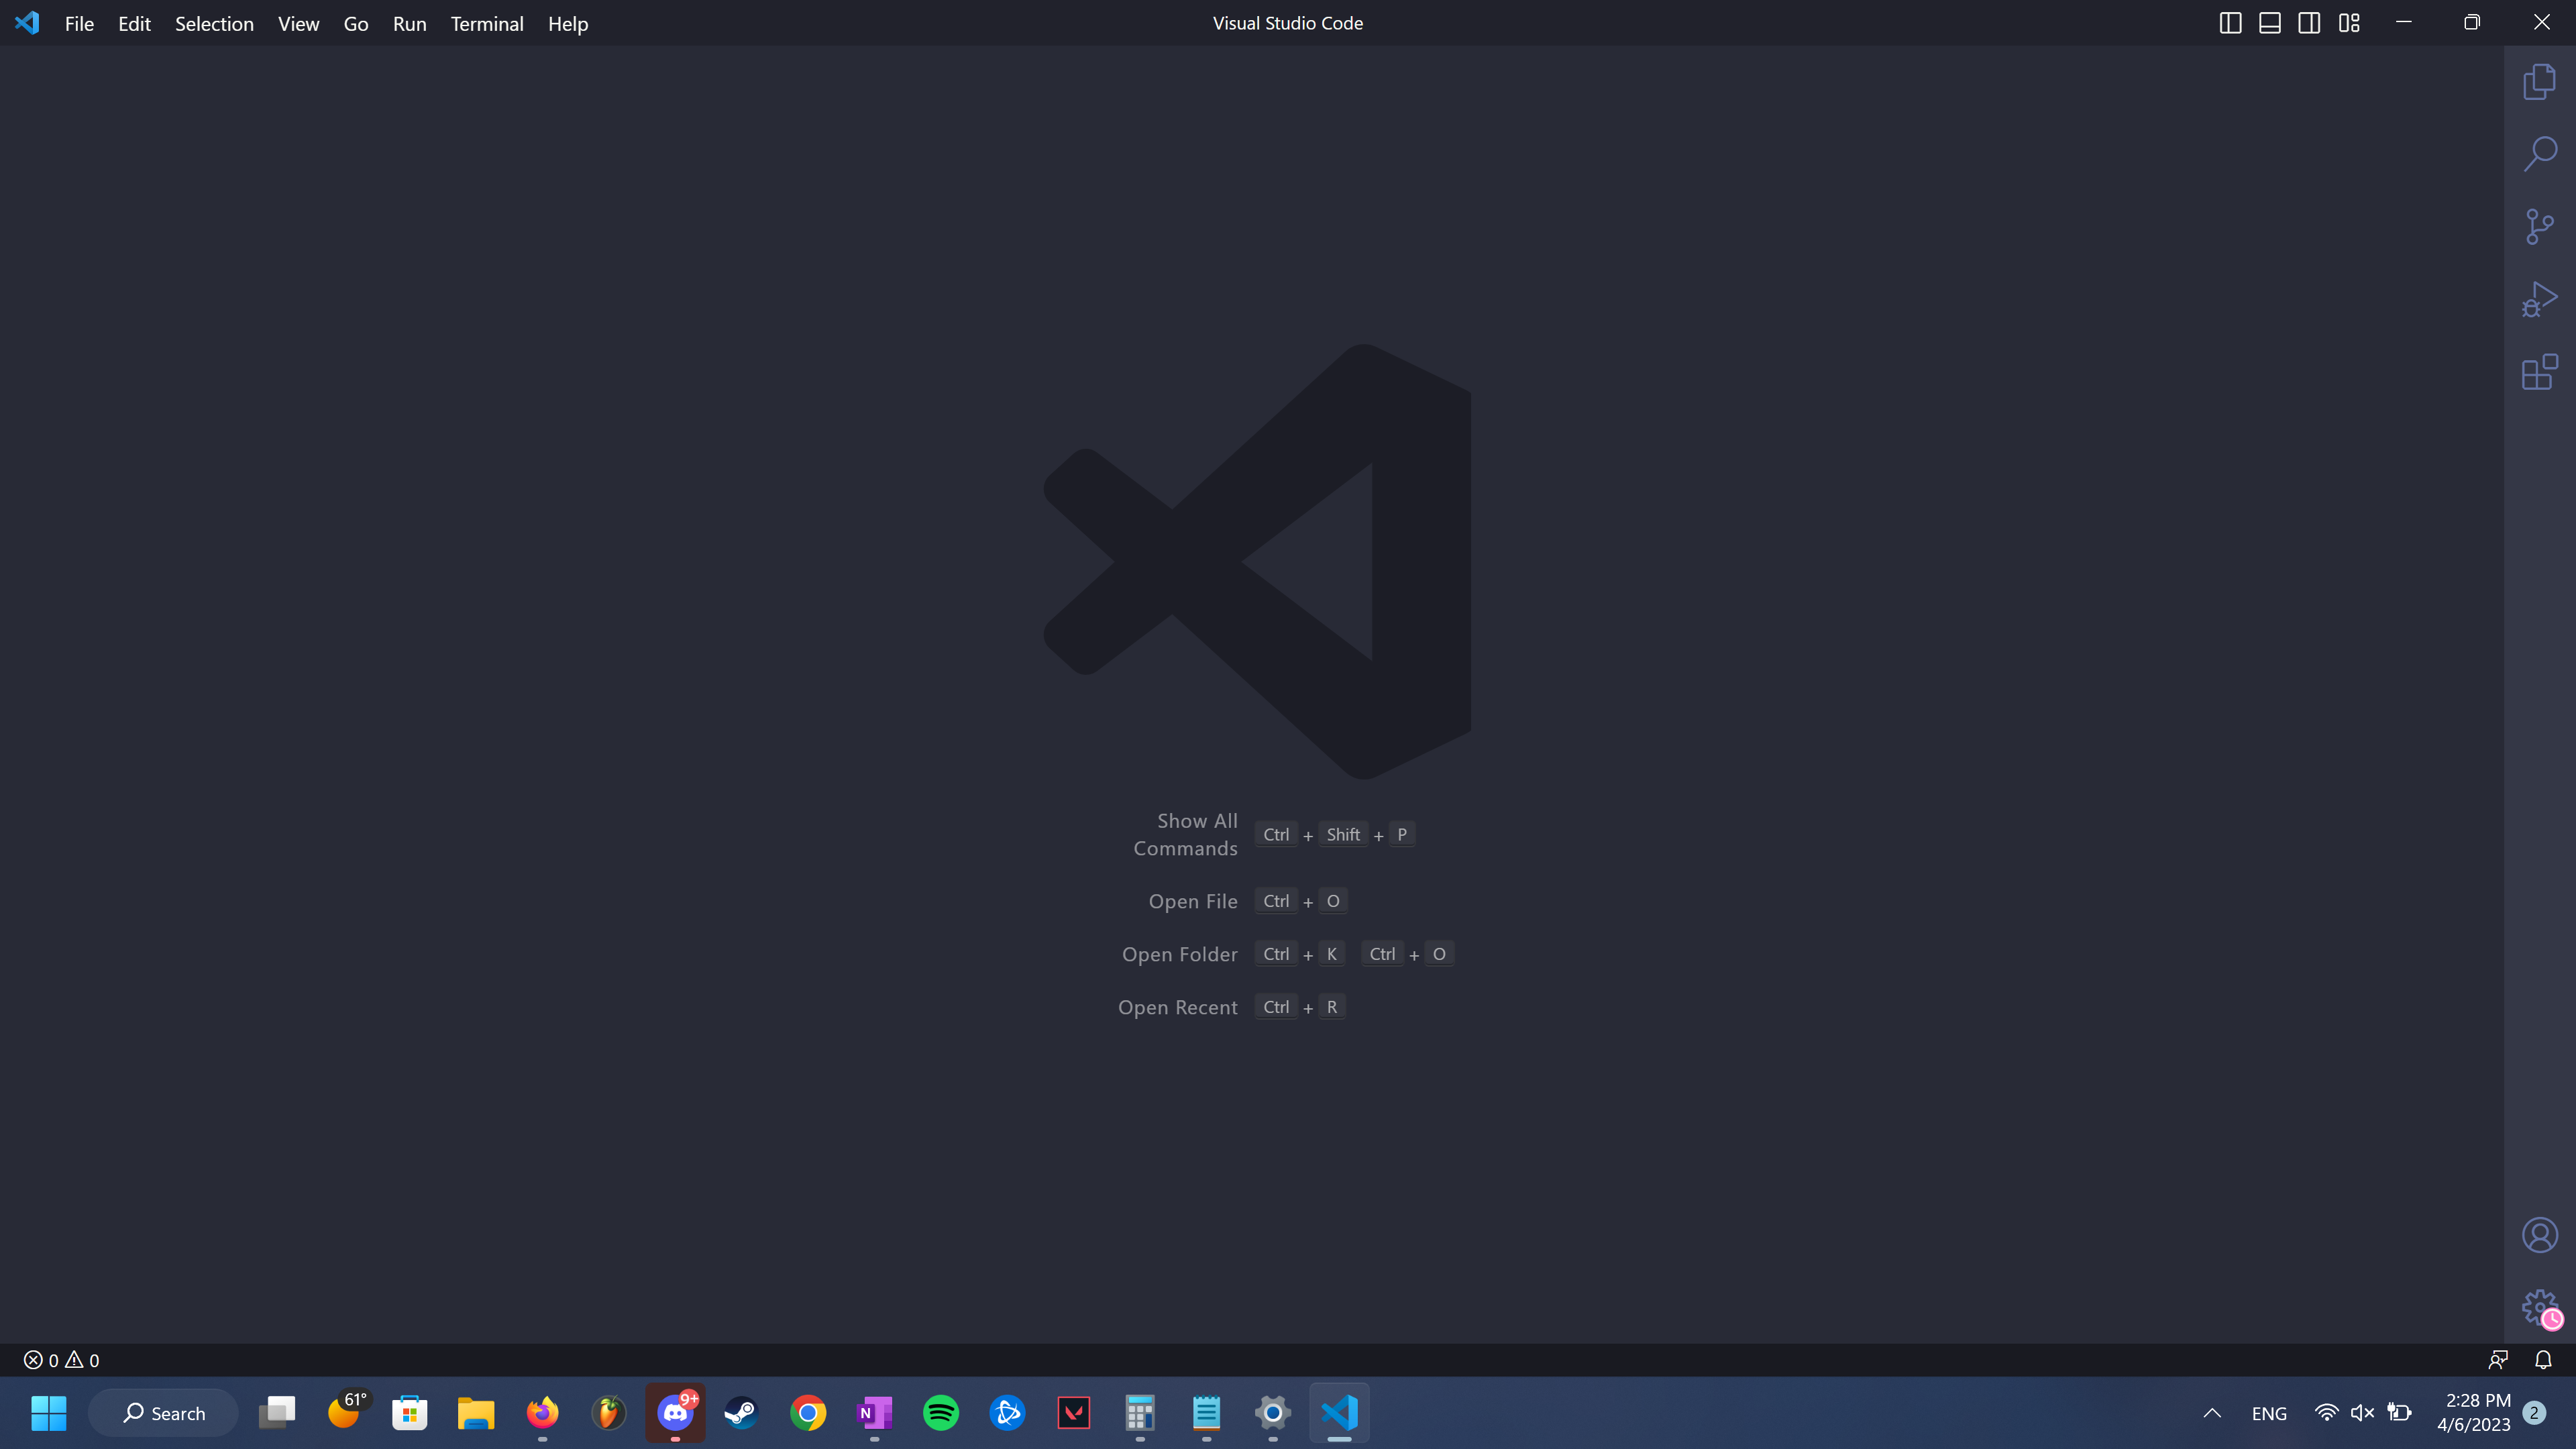 File Edit Selection View Go Run Terminal Help
Visual Studio Code
Show All
Commands
Ctrl + Shift + P
Open File Ctrl + O
Open Folder Ctrl + K Ctrl + O
Open Recent Ctrl + R
0 0
Search
61°
9+
N
ENG
2:28 PM
4/6/2023
2